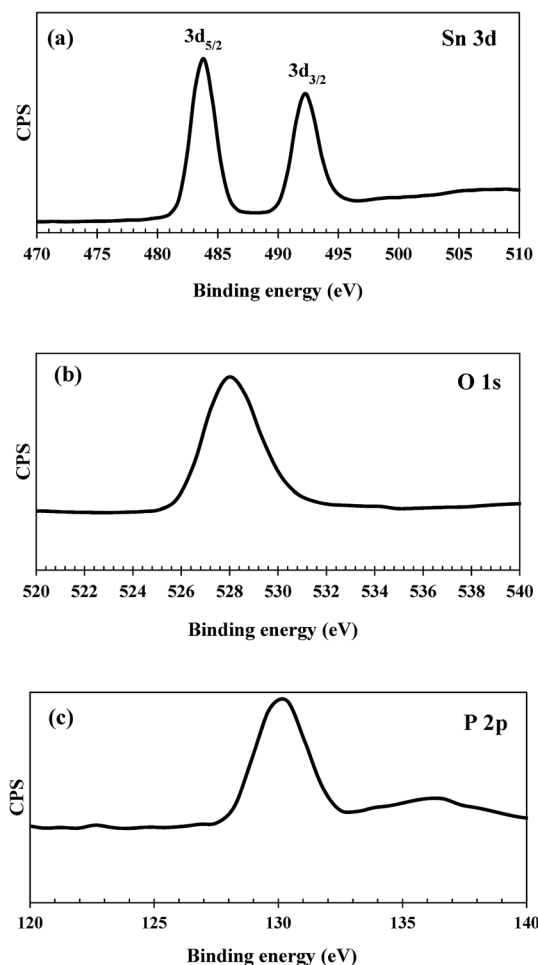 (a)
Sn 3d
3d5/2
3d3/2
CPS
470 475 480 485 490 495 500 505 510
Binding energy (eV)
(b)
O 1s
CPS
520 522 524 526 528 530 532 534 536 538 540
Binding energy (eV)
(c)
P 2p
CPS
120 125 130 135 140
Binding energy (eV)